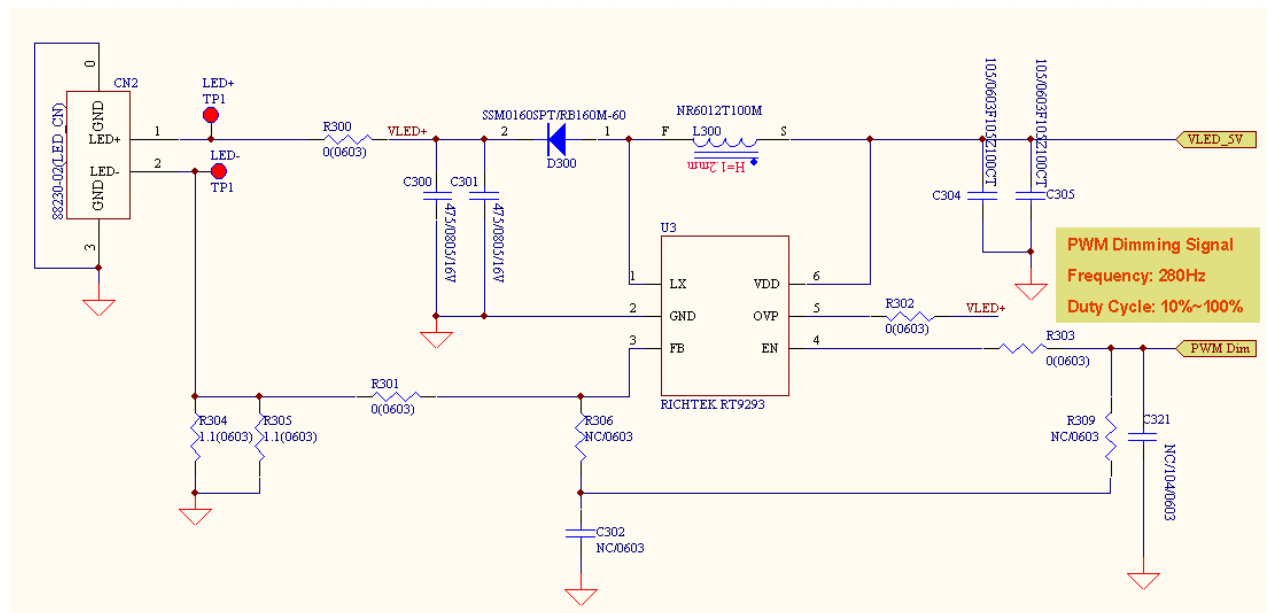 0
CN2
GND
LED+
LED-
GND
88230-02(LED_CN)
3
1
2
LED+
TP1
LED-
TP1
R300
0(0603)
VLED+
C300
475/0805/16V
C301
475/0805/16V
2
SSM0160SPT/RB160M-60
1
D300
NR6012T100M
F
L300
S
H=1.2mm
105/0603F105Z100CT
105/0603F105Z100CT
C304
C305
VLED_5V
PWM Dimming Signal
Frequency: 280Hz
Duty Cycle: 10%~100%
U3
1
LX
VDD
6
2
GND
OVP
5
3
FB
EN
4
RICHTEK RT9293
R302
0(0603)
VLED+
R303
0(0603)
PWM Dim
R301
0(0603)
R304
1.1(0603)
R305
1.1(0603)
R306
NC/0603
R309
NC/0603
C321
NC/104/0603
C302
NC/0603